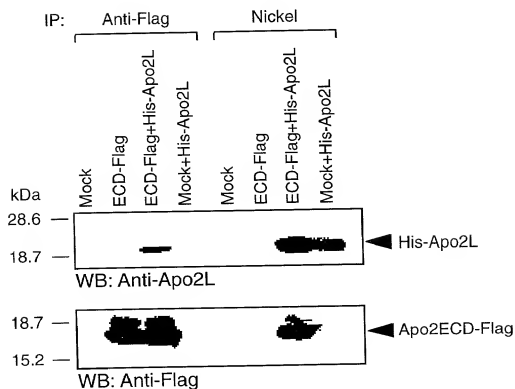 IP: Anti-Flag Nickel
Mock
ECD-Flag
ECD-Flag+His-Apo2L
Mock+His-Apo2L
Mock
ECD-Flag
ECD-Flag+His-Apo2L
Mock+His-Apo2L
kDa
28.6
18.7
His-Apo2L
WB: Anti-Apo2L
18.7
15.2
Apo2ECD-Flag
WB: Anti-Flag